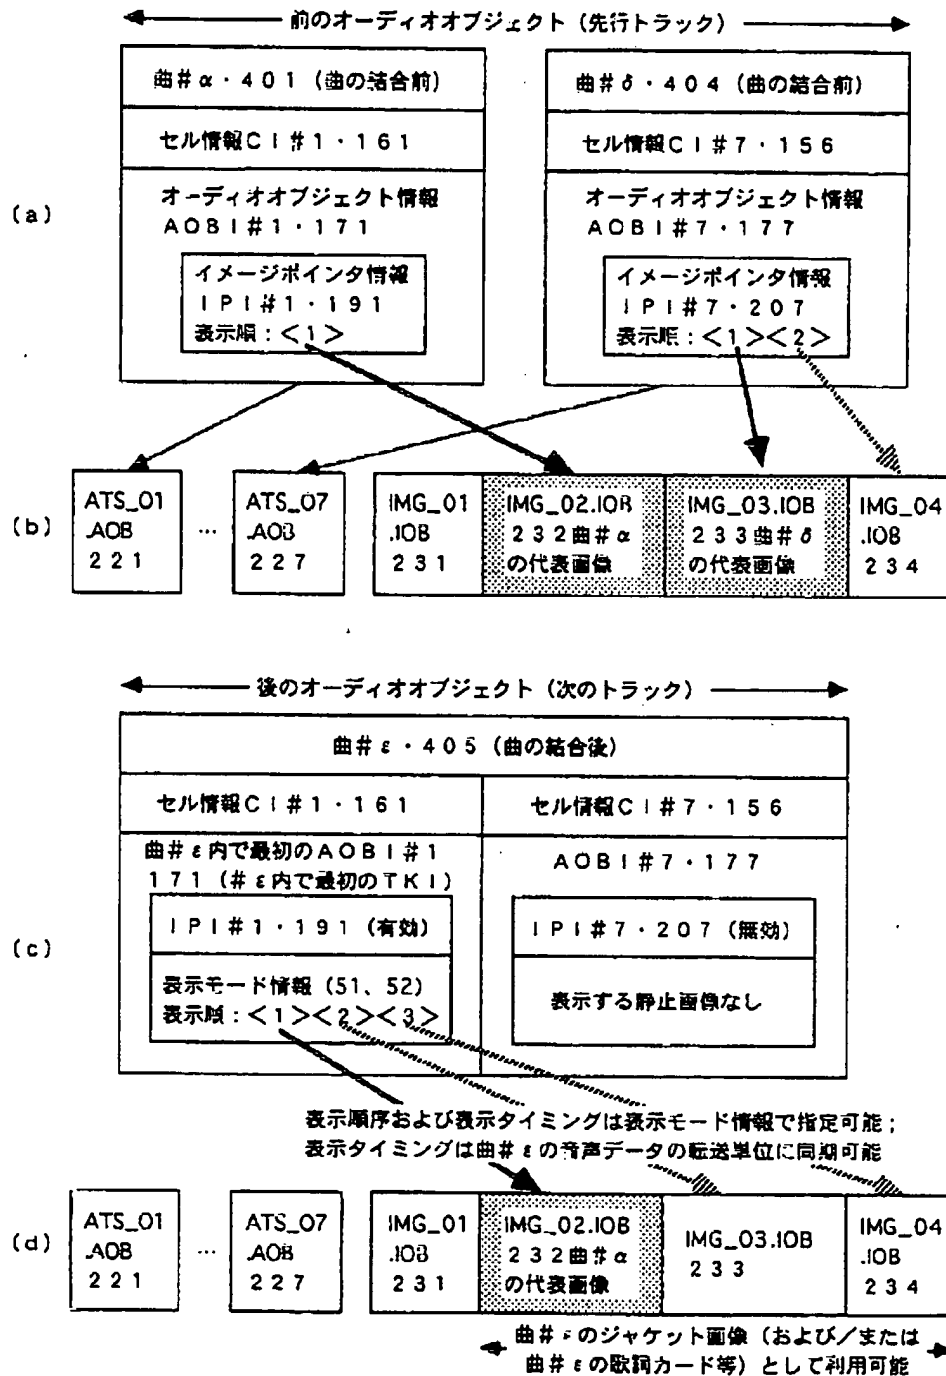 前のオーディオオブジェクト（先行トラック）
曲＃α・４０１（曲の結合前）
セル情報ＣＩ＃１・１６１
オーディオオブジェクト情報
ＡＯＢＩ＃１・１７１
イメージポインタ情報
ＩＰＩ＃１・１９１
表示順：＜１＞
曲＃δ・４０４（曲の結合前）
セル情報ＣＩ＃７・１５６
オーディオオブジェクト情報
ＡＯＢＩ＃７・１７７
イメージポインタ情報
ＩＰＩ＃７・２０７
表示順：＜１＞＜２＞
(a)
(b)
ATS_01
.AOB
２２１
…
ATS_07
.AOB
２２７
IMG_01
.IOB
２３１
IMG_02.IOB
２３２曲＃α
の代表画像
IMG_03.IOB
２３３曲＃δ
の代表画像
IMG_04
.IOB
２３４
後のオーディオオブジェクト（次のトラック）
曲＃ε・４０５（曲の結合後）
セル情報ＣＩ＃１・１６１
曲＃ε内で最初のＡＯＢＩ＃１
１７１（＃ε内で最初のＴＫＩ）
ＩＰＩ＃１・１９１（有効）
表示モード情報（51、52）
表示順：＜１＞＜２＞＜３＞
セル情報ＣＩ＃７・１５６
ＡＯＢＩ＃７・１７７
ＩＰＩ＃７・２０７（無効）
表示する静止画像なし
(c)
表示順序および表示タイミングは表示モード情報で指定可能；
表示タイミングは曲＃εの音声データの転送単位に同期可能
(d)
ATS_01
.AOB
２２１
…
ATS_07
.AOB
２２７
IMG_01
.IOB
２３１
IMG_02.IOB
２３２曲＃α
の代表画像
IMG_03.IOB
２３３
IMG_04
.IOB
２３４
曲＃εのジャケット画像（および／または
曲＃εの歌詞カード等）として利用可能